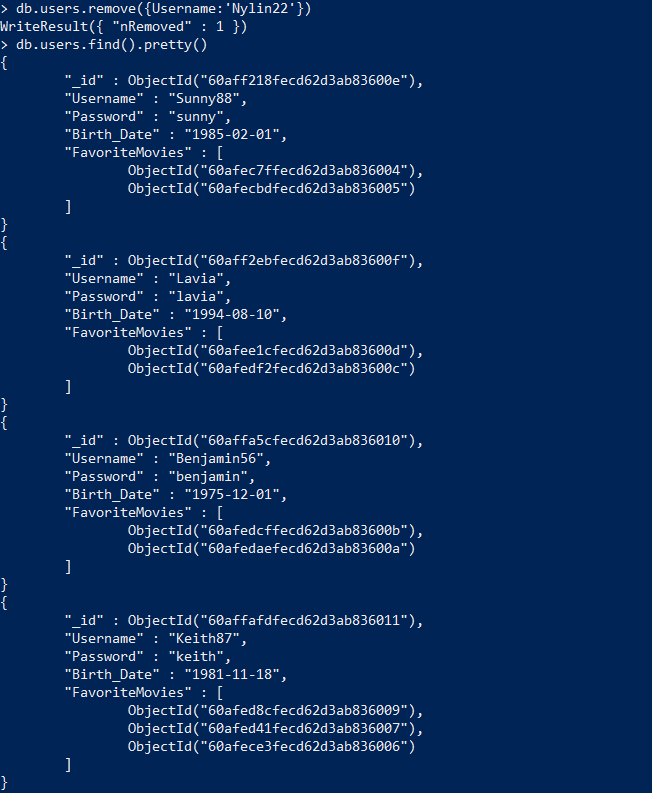 > db.users.remove({Username:'Nylin22'})
WriteResult({ "nRemoved" : 1 })
> db.users.find().pretty()
{
        "_id" : ObjectId("60aff218fecd62d3ab83600e"),
        "Username" : "Sunny88",
        "Password" : "sunny",
        "Birth_Date" : "1985-02-01",
        "FavoriteMovies" : [
                ObjectId("60afec7ffecd62d3ab836004"),
                ObjectId("60afecbdfecd62d3ab836005")
        ]
}
{
        "_id" : ObjectId("60aff2ebfecd62d3ab83600f"),
        "Username" : "Lavia",
        "Password" : "lavia",
        "Birth_Date" : "1994-08-10",
        "FavoriteMovies" : [
                ObjectId("60afee1cfecd62d3ab83600d"),
                ObjectId("60afedf2fecd62d3ab83600c")
        ]
}
{
        "_id" : ObjectId("60affa5cfecd62d3ab836010"),
        "Username" : "Benjamin56",
        "Password" : "benjamin",
        "Birth_Date" : "1975-12-01",
        "FavoriteMovies" : [
                ObjectId("60afedcffecd62d3ab83600b"),
                ObjectId("60afedaefecd62d3ab83600a")
        ]
}
{
        "_id" : ObjectId("60affafdfecd62d3ab836011"),
        "Username" : "Keith87",
        "Password" : "keith",
        "Birth_Date" : "1981-11-18",
        "FavoriteMovies" : [
                ObjectId("60afed8cfecd62d3ab836009"),
                ObjectId("60afed41fecd62d3ab836007"),
                ObjectId("60afece3fecd62d3ab836006")
        ]
}